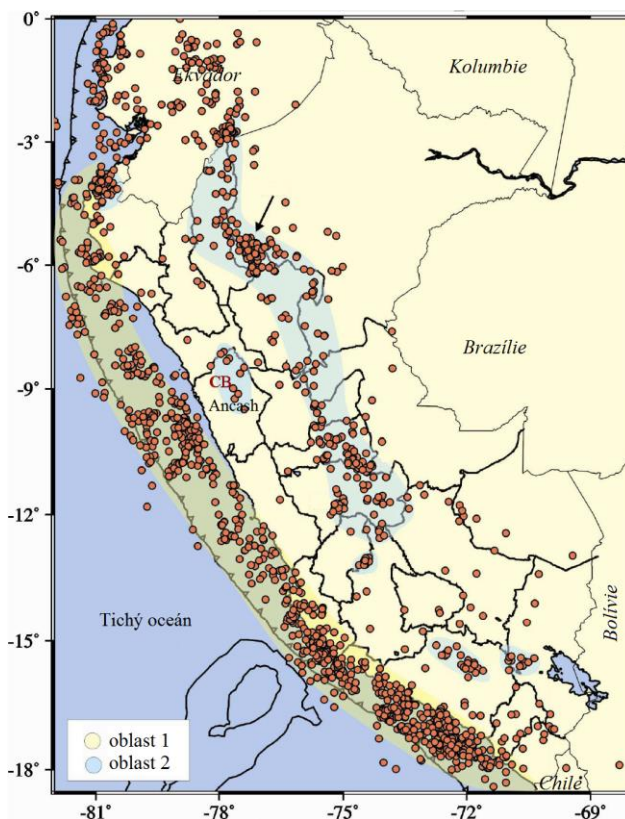 0°
Ekvádor
Kolumbie
-3°
-6°
Brazílie
CB
-9°
Ancash
-12°
Tichý oceán
-15°
Bolívie
oblast 1
oblast 2
-18°
Chile
-81°
-78°
-75°
-72°
-69°